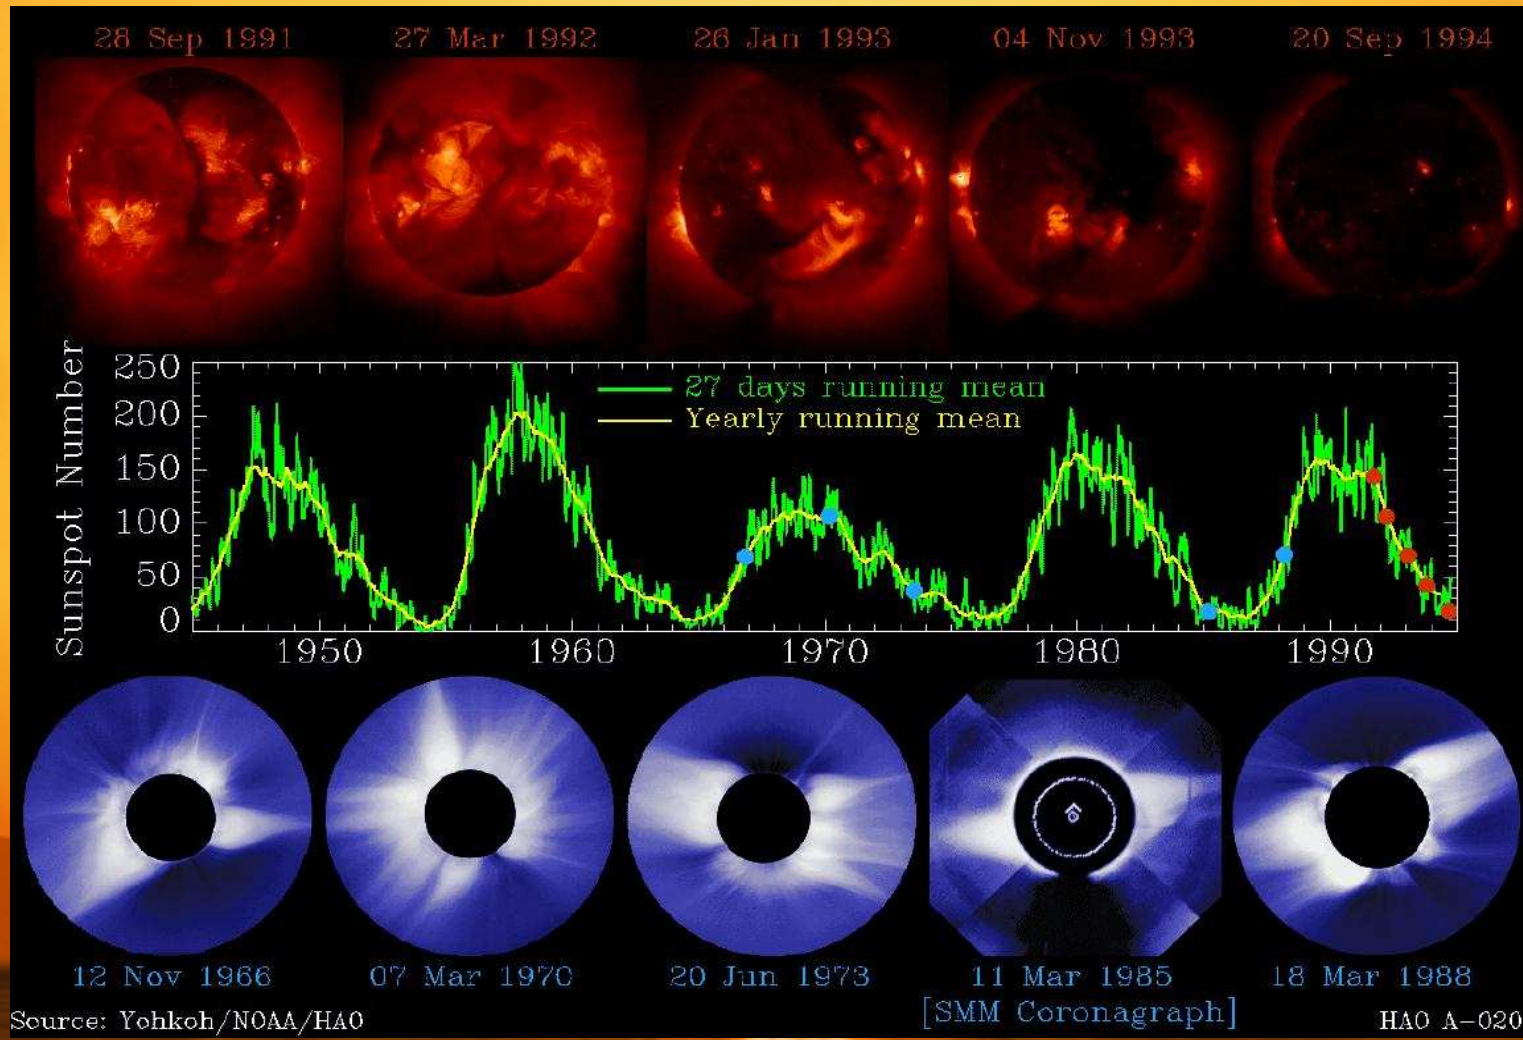 28 Sep 1991
27 Mar 1992
26 Jan 1993
04 Nov 1993
20 Sep 1994
Sunspot Number
250
200
150
100
50
0
27 days running mean
Yearly running mean
1950
1960
1970
1980
1990
12 Nov 1966
07 Mar 1970
20 Jun 1973
11 Mar 1985
18 Mar 1988
[SMM Coronagraph]
Source: Yohkoh/NOAA/HAO
HAO A-020